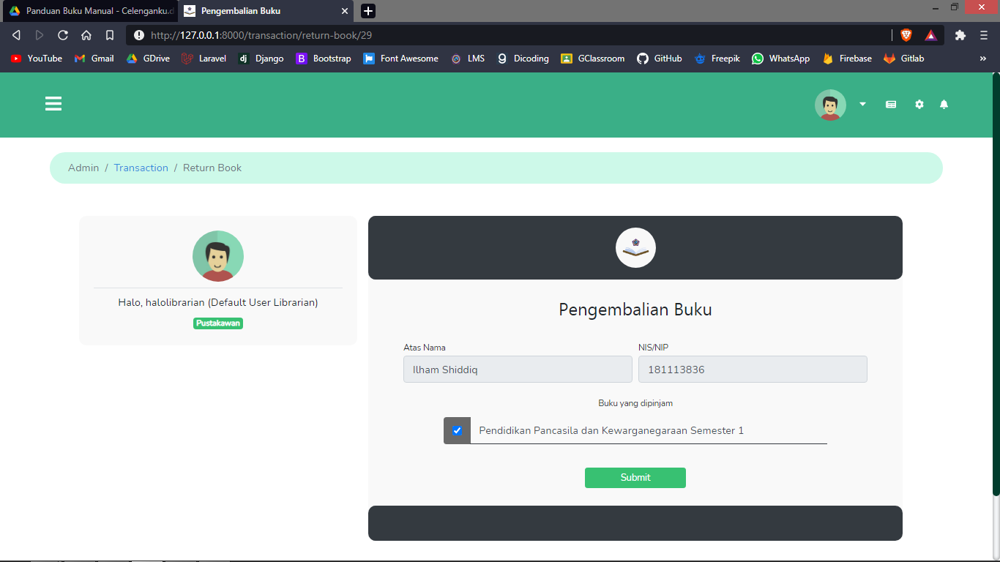 Panduan Buku Manual - Celenganku.d
Pengembalian Buku
http://127.0.0.1:8000/transaction/return-book/29
YouTube Gmail GDrive Laravel Django Bootstrap Font Awesome LMS Dicoding GClassroom GitHub Freepik WhatsApp Firebase Gitlab »
Admin / Transaction / Return Book
Halo, halolibrarian (Default User Librarian)
Pustakawan
Pengembalian Buku
Atas Nama NIS/NIP
Ilham Shiddiq 181113836
Buku yang dipinjam
Pendidikan Pancasila dan Kewarganegaraan Semester 1
Submit